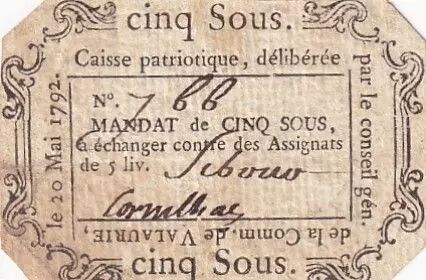 cinq Sous.
Caisse patriotique, délibérée
par le conseil gén.
de la Comm. de VALAURIE,
le 20 Mai 1792.
N°. 766
MANDAT de CINQ SOUS,
à échanger contre des Assignats
de 5 liv.
cinq Sous.